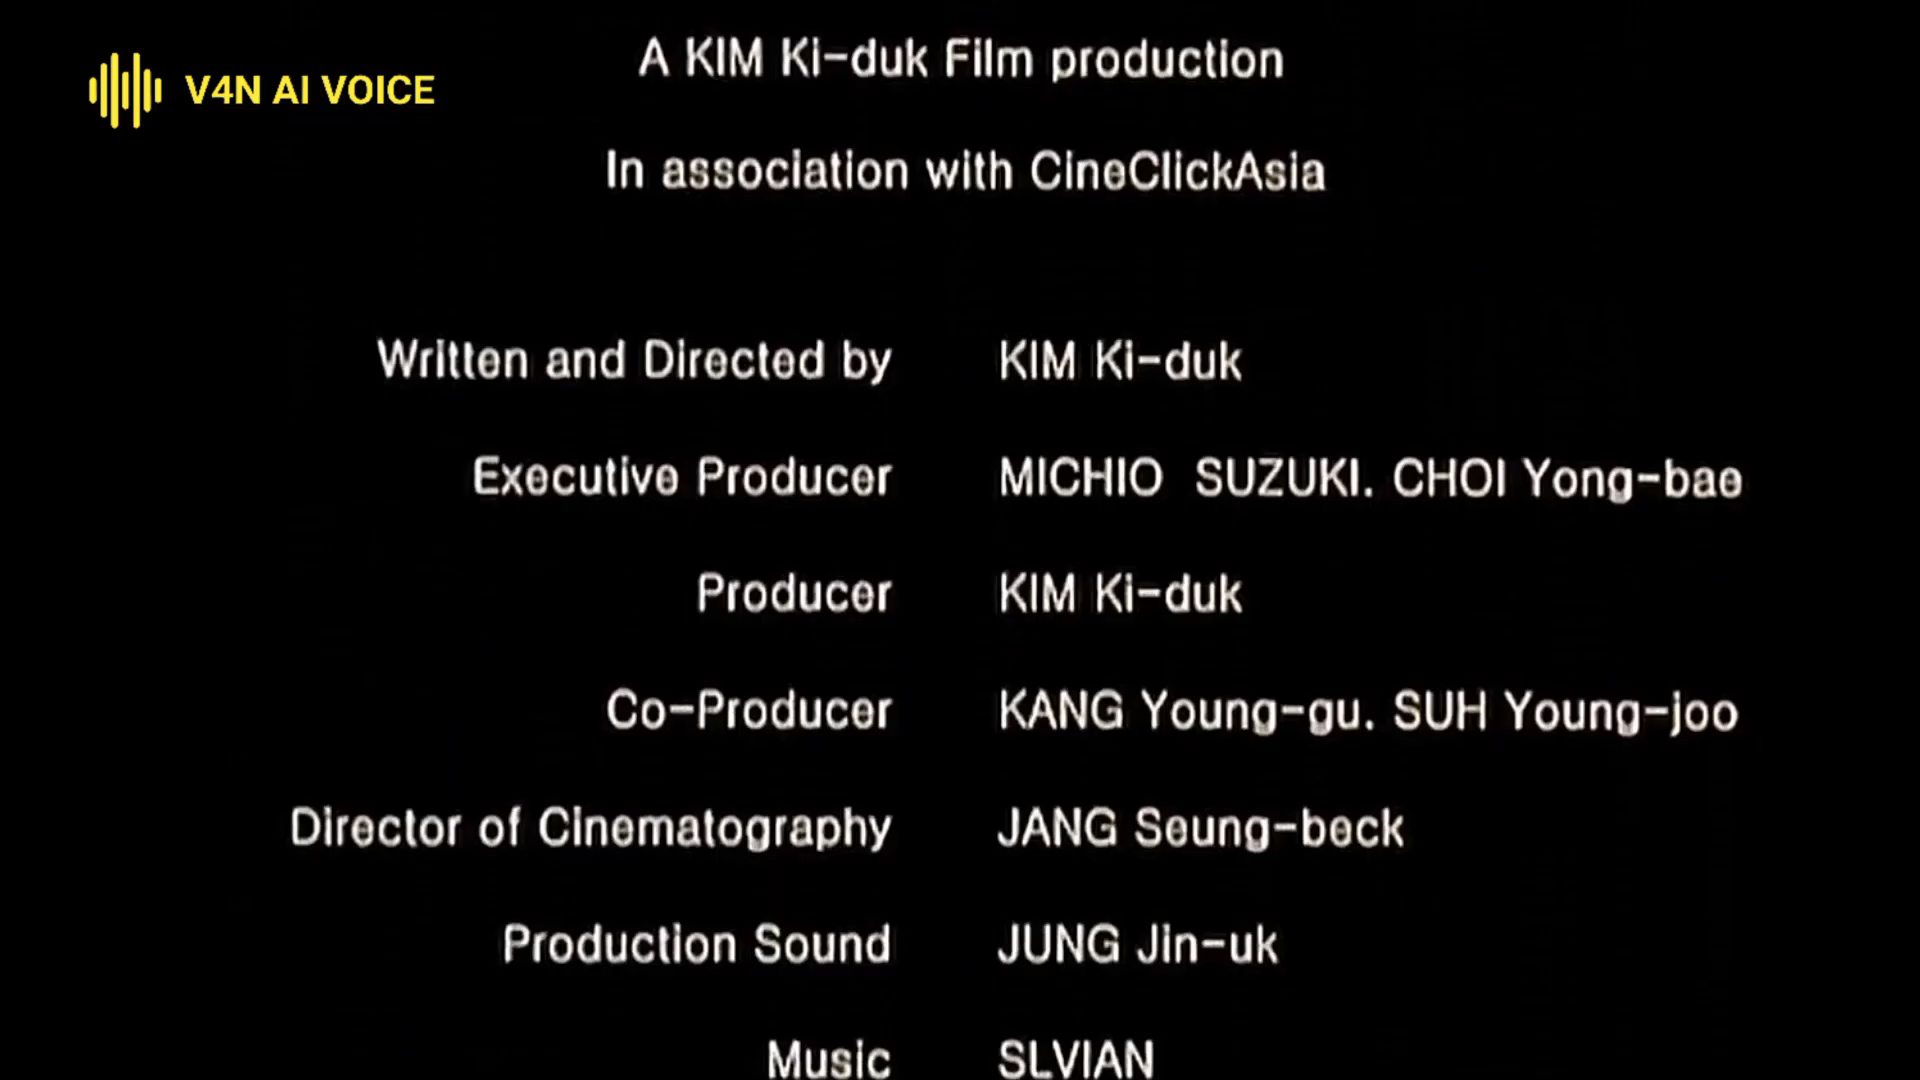 A KIM Ki-duk Film production
V4N AI VOICE
In association with CineClickAsia
Written and Directed by KIM Ki-duk
Executive Producer MICHIO SUZUKI. CHOI Yong-bae
Producer KIM Ki-duk
Co-Producer KANG Young-gu. SUH Young-joo
Director of Cinematography JANG Seung-beck
Production Sound JUNG Jin-uk
Music SLVIAN